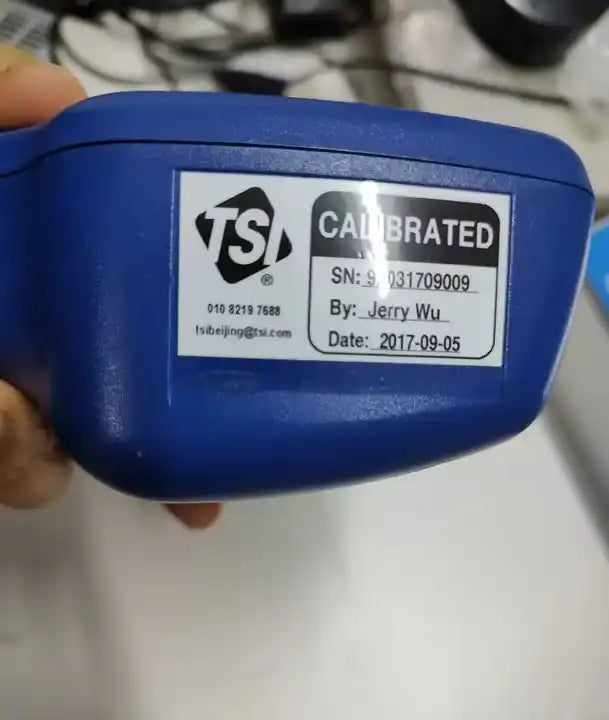 TSI
®
010 8219 7688
tsibeijing@tsi.com
CALIBRATED
SN:
By: Jerry Wu
Date: 2017-09-05